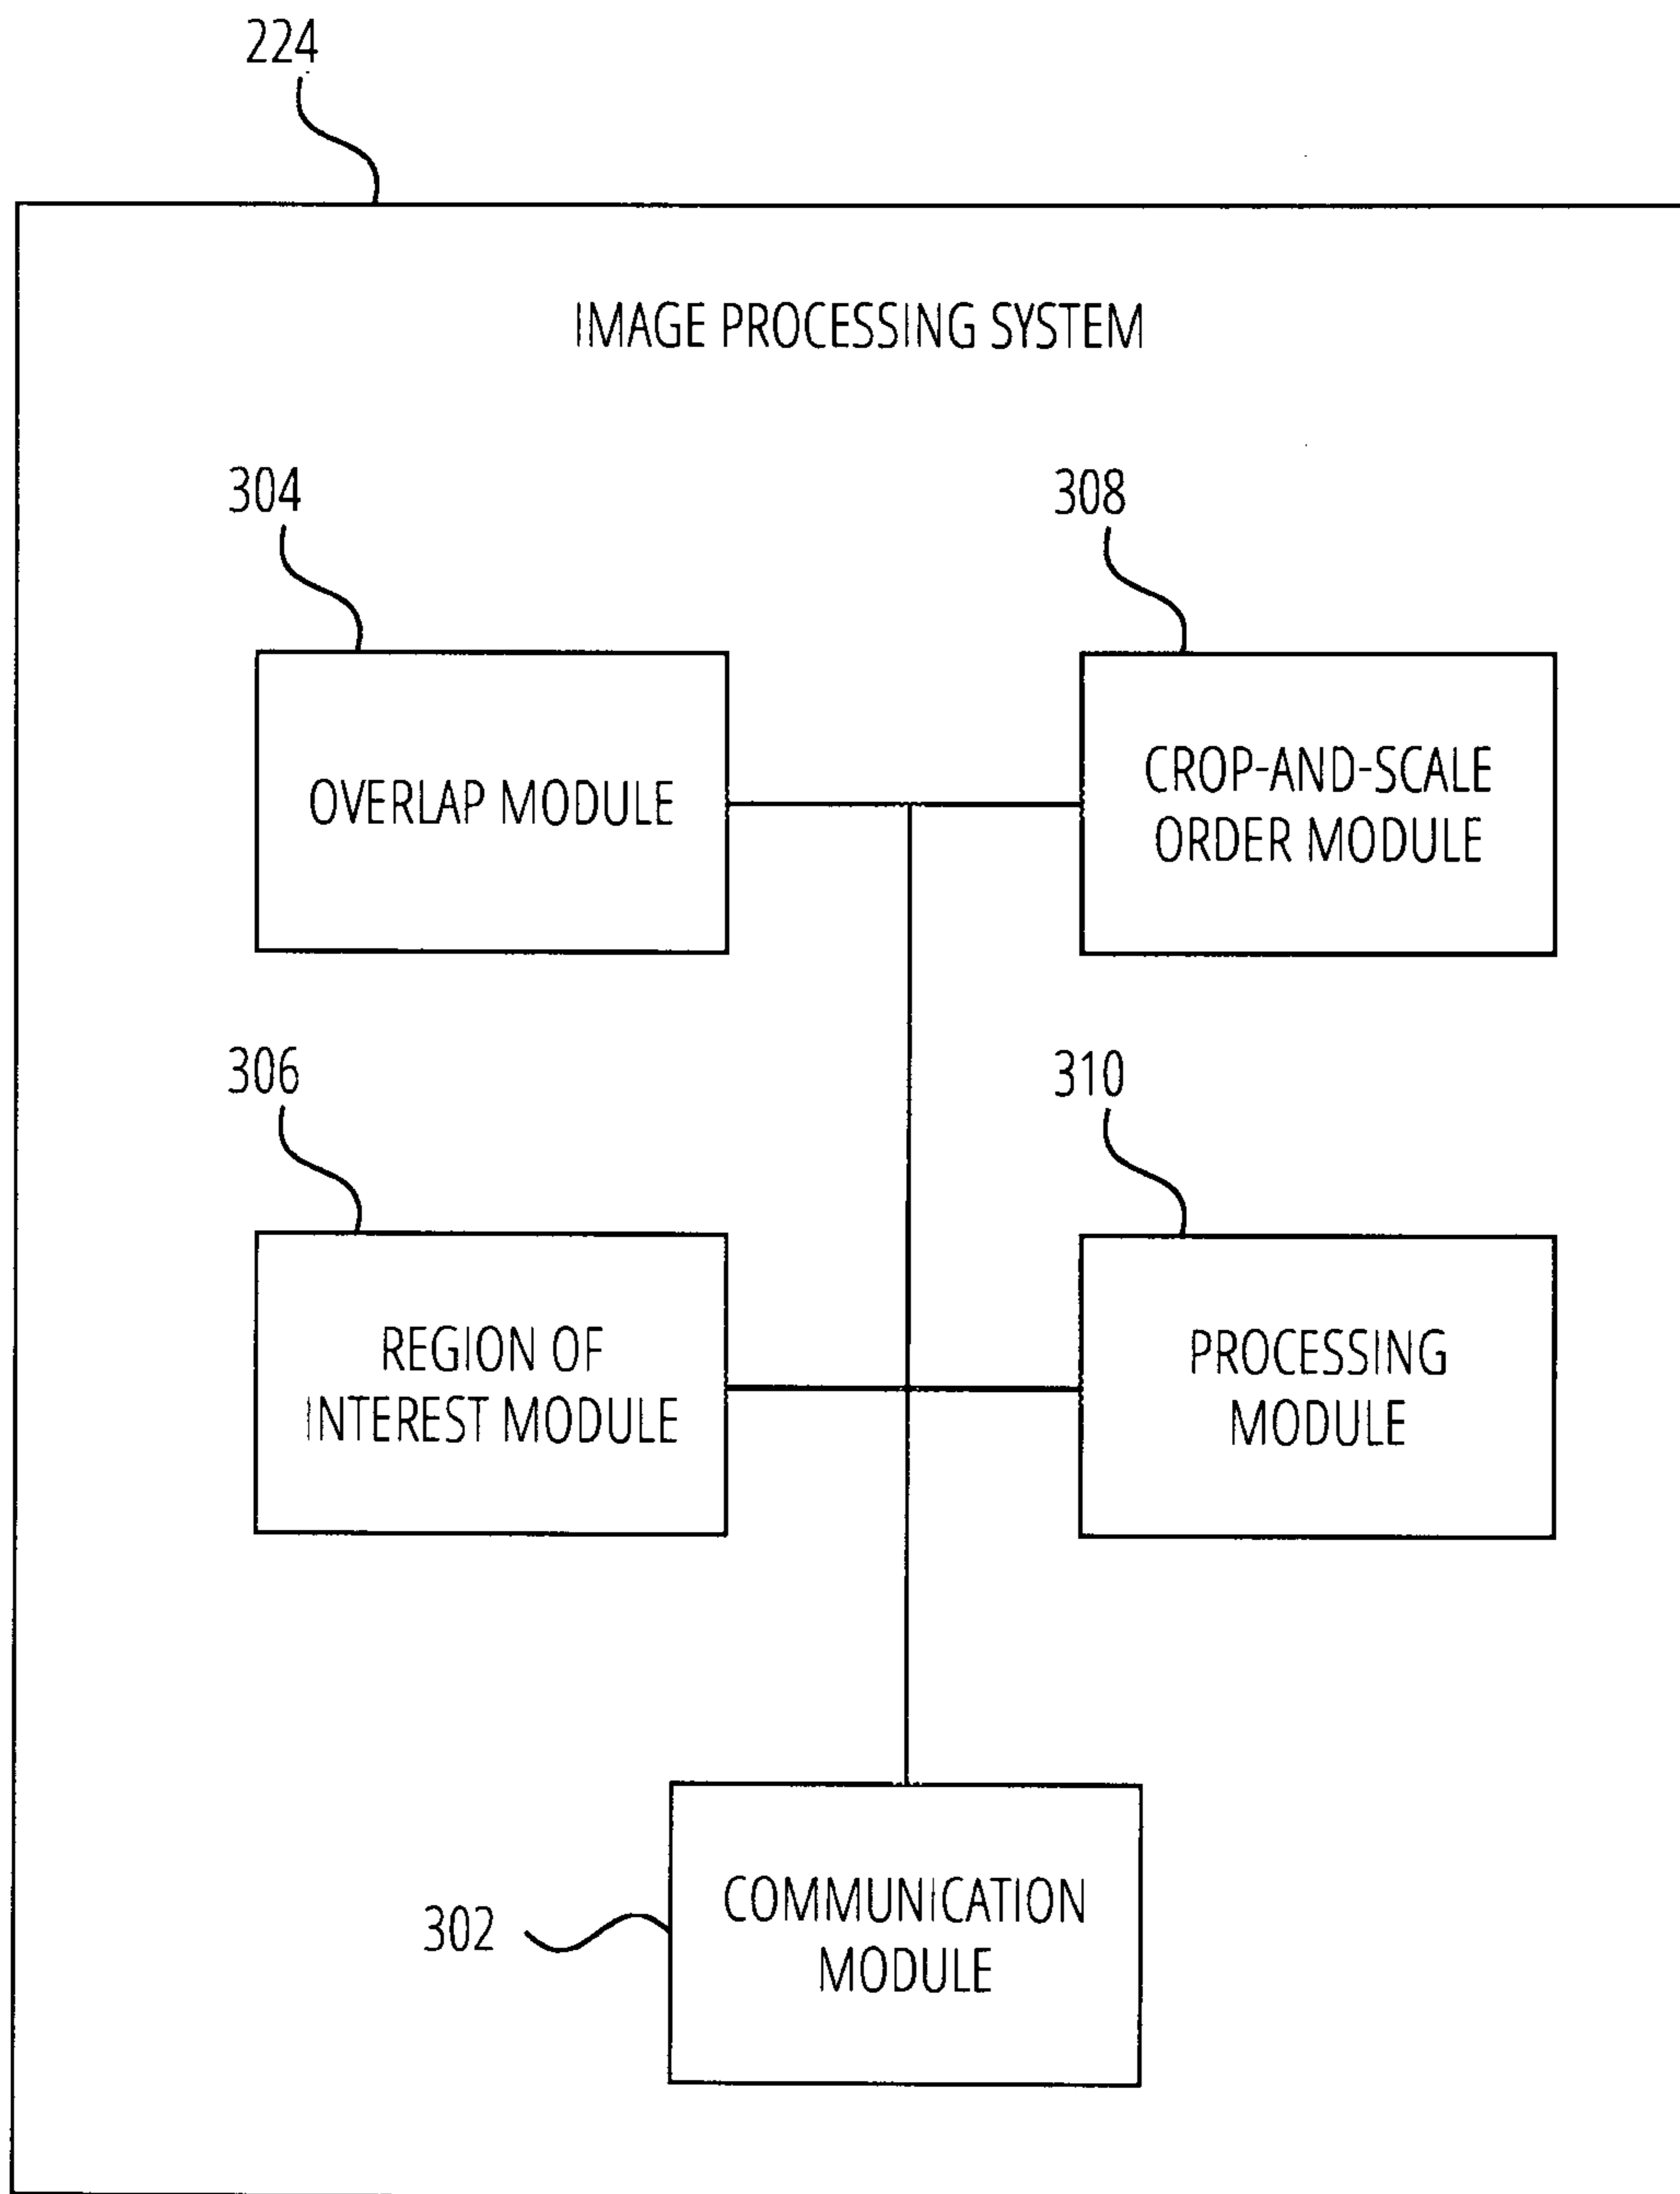 224
IMAGE PROCESSING SYSTEM
304
308
OVERLAP MODULE
CROP-AND-SCALE
ORDER MODULE
306
310
REGION OF
INTEREST MODULE
PROCESSING
MODULE
302
COMMUNICATION
MODULE